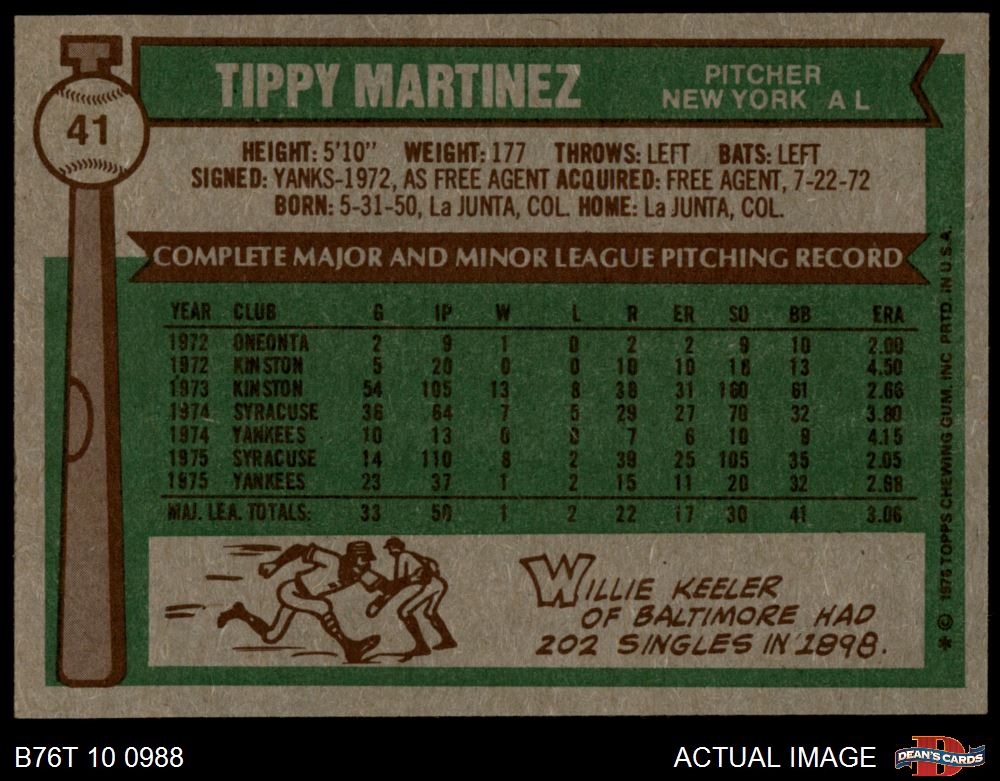 41
TIPPY MARTINEZ
PITCHER
NEW YORK A L
HEIGHT: 5'10" WEIGHT: 177 THROWS: LEFT BATS: LEFT
SIGNED: YANKS-1972, AS FREE AGENT ACQUIRED: FREE AGENT, 7-22-72
BORN: 5-31-50, La JUNTA, COL. HOME: La JUNTA, COL.
COMPLETE MAJOR AND MINOR LEAGUE PITCHING RECORD
YEAR CLUB G IP W L R ER SO BB ERA
1972 ONEONTA 2 9 1 0 2 2 9 10 2.00
1972 KINSTON 5 20 0 0 10 10 18 13 4.50
1973 KINSTON 54 105 13 8 38 31 160 61 2.66
1974 SYRACUSE 36 64 7 5 29 27 70 32 3.80
1974 YANKEES 10 13 0 0 7 6 10 9 4.15
1975 SYRACUSE 14 110 8 2 39 25 105 35 2.05
1975 YANKEES 23 37 1 2 15 11 20 32 2.68
MAJ. LEA. TOTALS: 33 50 1 2 22 17 30 41 3.06
WILLIE KEELER
OF BALTIMORE HAD
202 SINGLES IN 1898.
* © 1976 TOPPS CHEWING GUM, INC. PRTD. IN U.S.A.
B76T 10 0988
ACTUAL IMAGE
D
DEAN'S CARDS